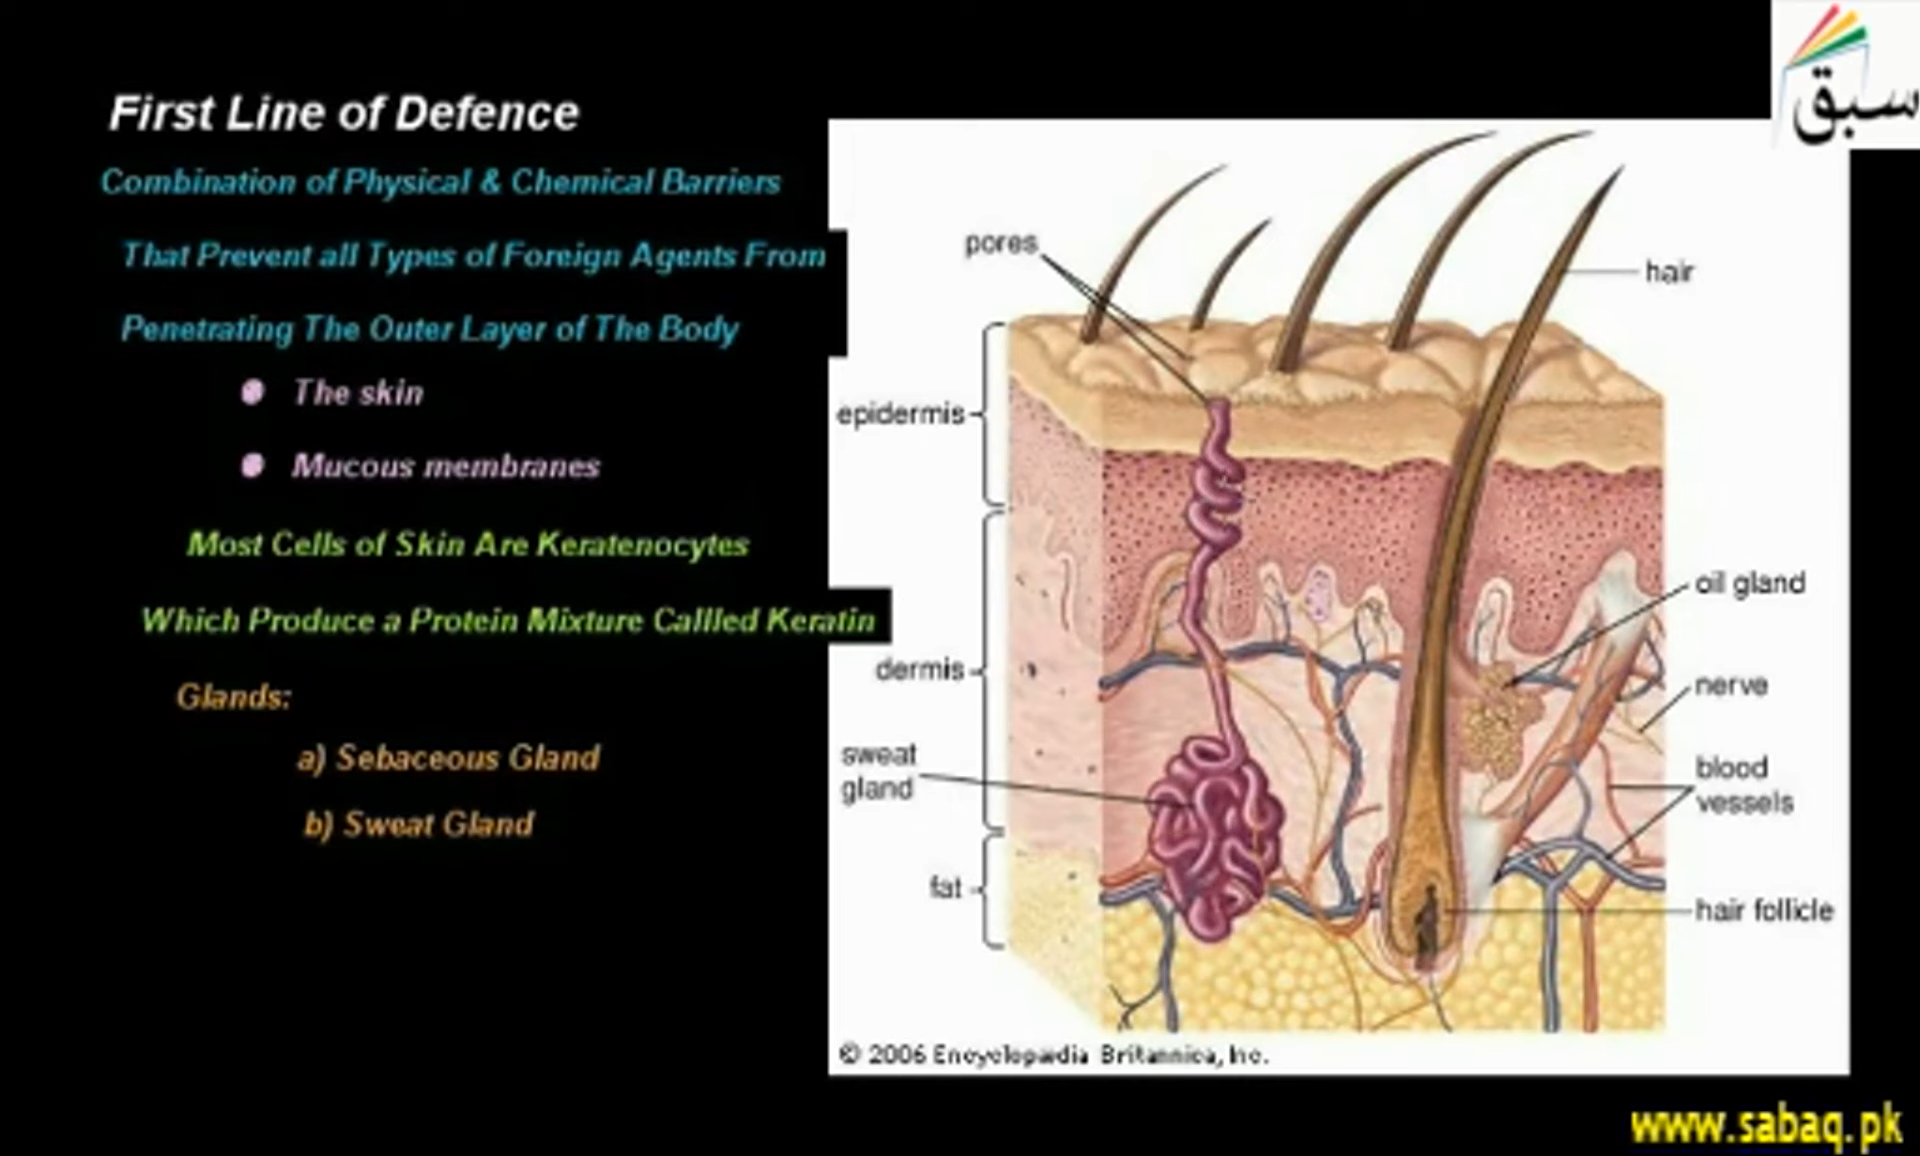 سبق
First Line of Defence
Combination of Physical & Chemical Barriers
That Prevent all Types of Foreign Agents From
Penetrating The Outer Layer of The Body
The skin
Mucous membranes
Most Cells of Skin Are Keratenocytes
Which Produce a Protein Mixture Callled Keratin
Glands:
a) Sebaceous Gland
b) Sweat Gland
pores
hair
epidermis
oil gland
dermis
nerve
sweat
gland
blood
vessels
fat
hair follicle
© 2006 Encyclopædia Britannica, Inc.
www.sabaq.pk